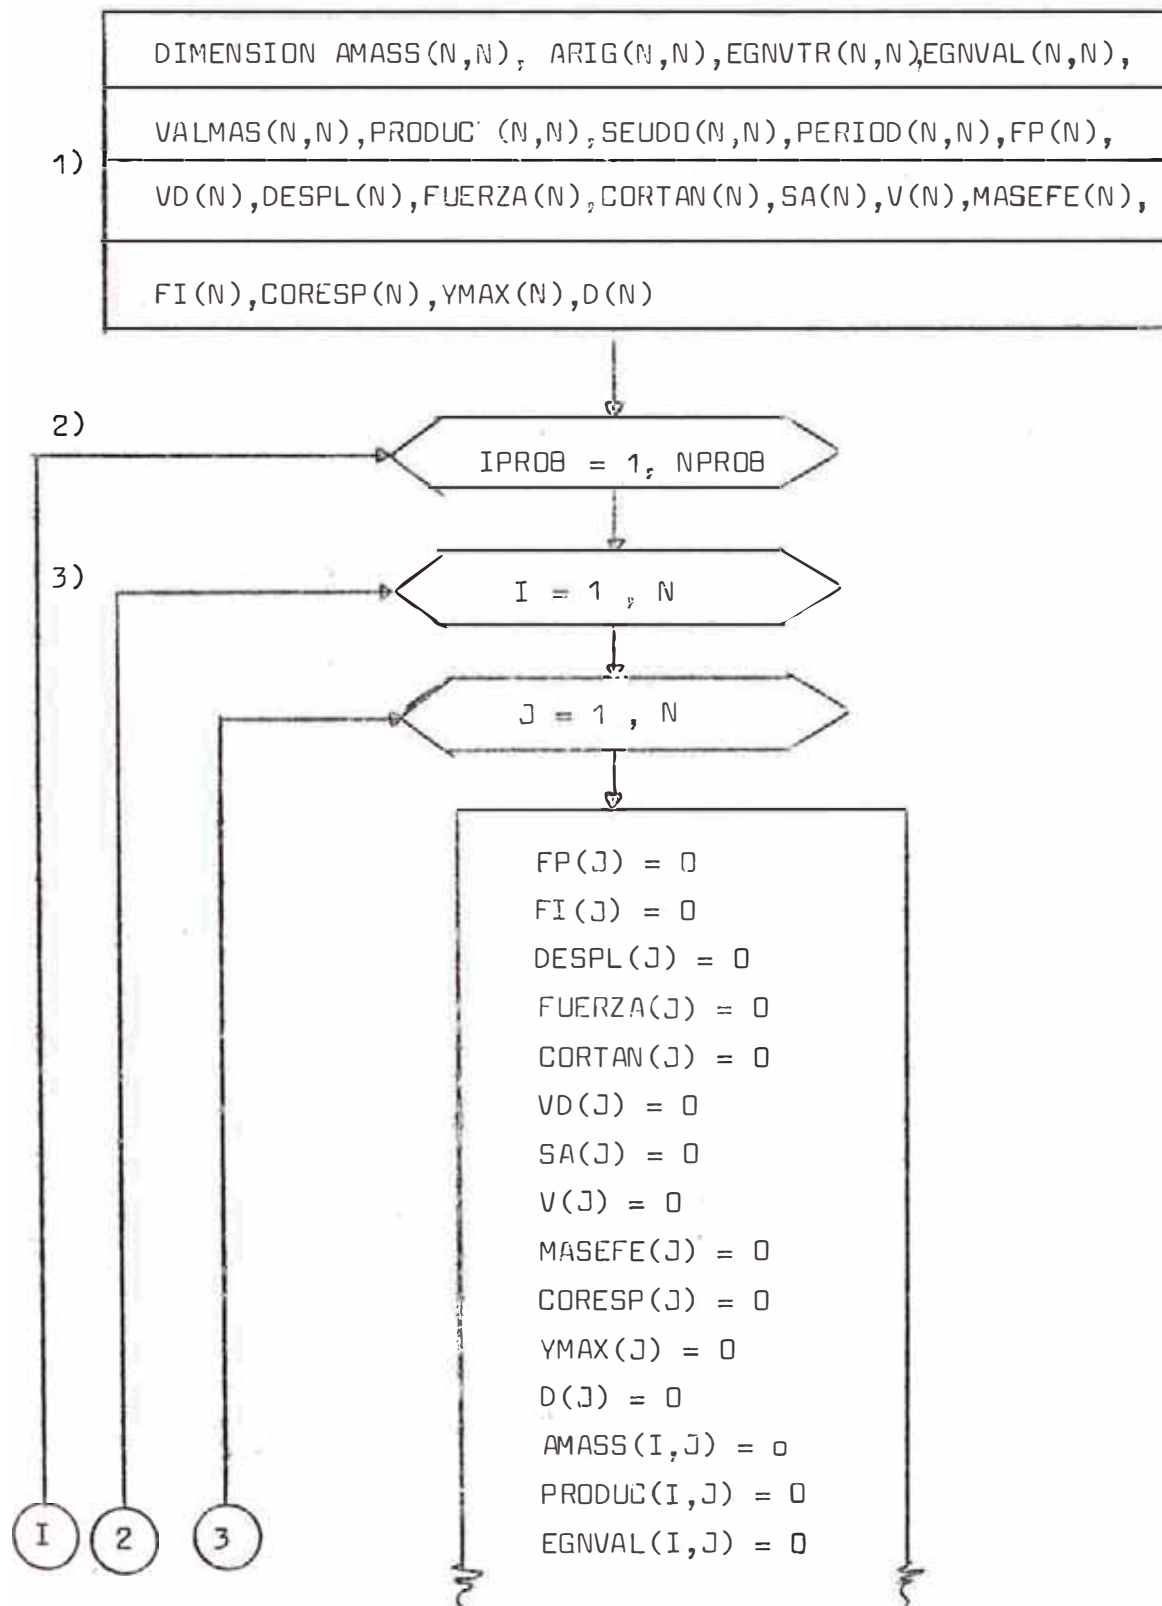 DIMENSION AMASS(N,N), ARIG(N,N),EGNVTR(N,N),EGNVAL(N,N),
VALMAS(N,N),PRODUC (N,N),SEUDO(N,N),PERIOD(N,N),FP(N),
1)
VD(N),DESPL(N),FUERZA(N),CORTAN(N),SA(N),V(N),MASEFE(N),
FI(N),CORESP(N),YMAX(N),D(N)
2)
IPROB = 1, NPROB
3)
I = 1 , N
J = 1 , N
FP(J) = 0
FI(J) = 0
DESPL(J) = 0
FUERZA(J) = 0
CORTAN(J) = 0
VD(J) = 0
SA(J) = 0
V(J) = 0
MASEFE(J) = 0
CORESP(J) = 0
YMAX(J) = 0
D(J) = 0
AMASS(I,J) = 0
PRODUC(I,J) = 0
EGNVAL(I,J) = 0
I 2 3